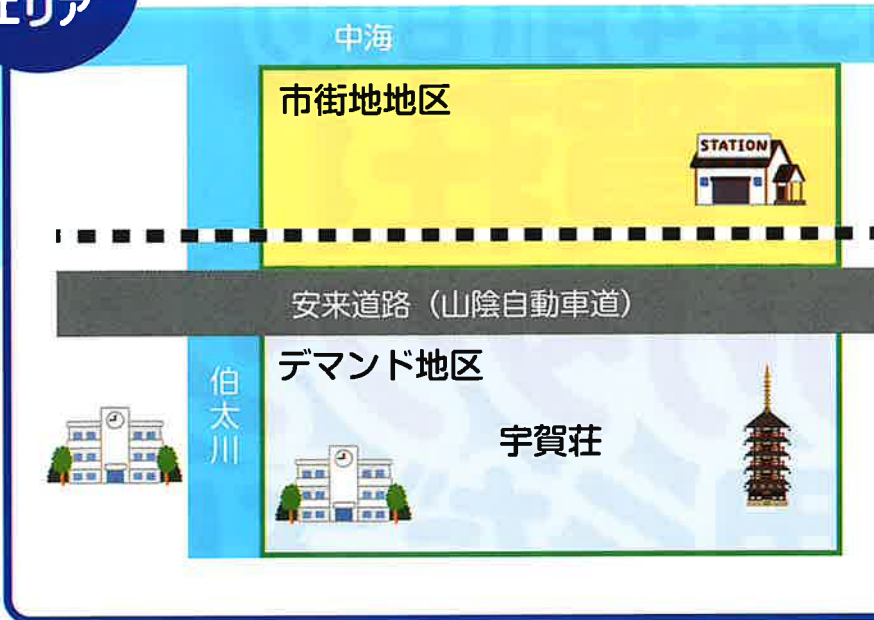 エリア
中海
市街地地区
STATION
安来道路（山陰自動車道）
デマンド地区
伯太川
宇賀荘